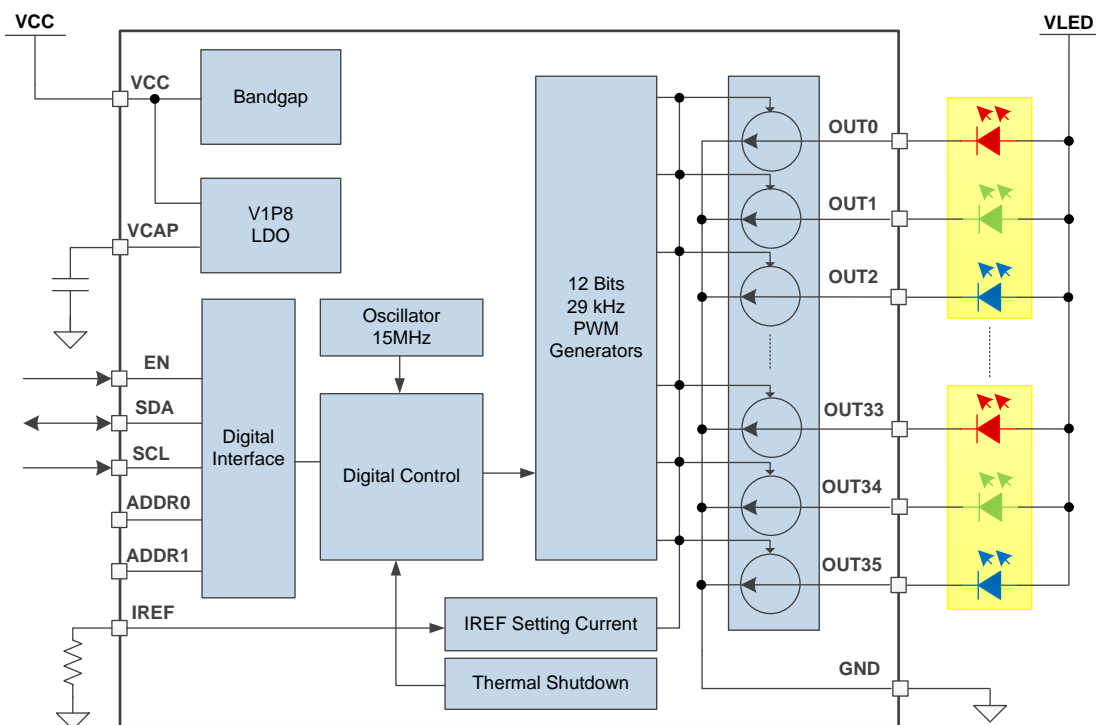 VCC
VLED
VCC
Bandgap
OUT0
V1P8
LDO
OUT1
VCAP
OUT2
12 Bits
29 kHz
PWM
Generators
Oscillator
15MHz
EN
SDA
SCL
ADDR0
ADDR1
Digital
Interface
Digital Control
OUT33
OUT34
OUT35
IREF
IREF Setting Current
Thermal Shutdown
GND